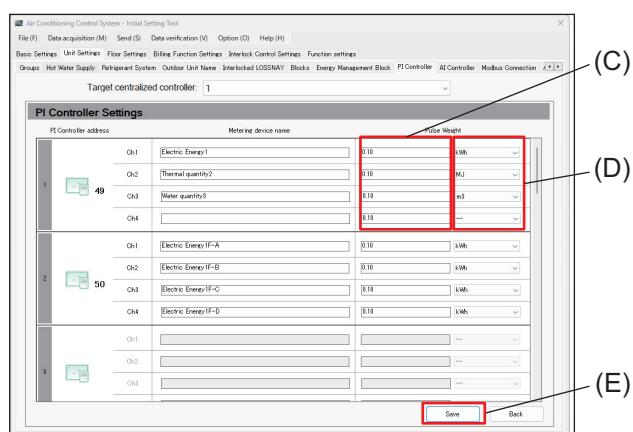 Air Conditioning Control System - Initial Setting Tool
File (F) Data acquisition (M) Send (S) Data verification (V) Option (O) Help (H)
Basic Settings Unit Settings Floor Settings Billing Function Settings Interlock Control Settings Function settings
Groups Hot Water Supply Refrigerant System Outdoor Unit Name Interlocked LOSSNAY Blocks Energy Management Block PI Controller AI Controller Modbus Connection
(C)
Target centralized controller: 1
PI Controller Settings
PI Controller address Metering device name Pulse Weight
Ch1 Electric Energy1 0.10 kWh
(D)
Ch2 Thermal quantity2 0.10 MJ
1 49
Ch3 Water quantity3 0.10 m3
Ch4 0.10 ---
Ch1 Electric Energy1F-A 0.10 kWh
Ch2 Electric Energy1F-B 0.10 kWh
2 50
Ch3 Electric Energy1F-C 0.10 kWh
Ch4 Electric Energy1F-D 0.10 kWh
Ch1 ---
Ch2 ---
3
Ch3 ---
(E)
Save Back